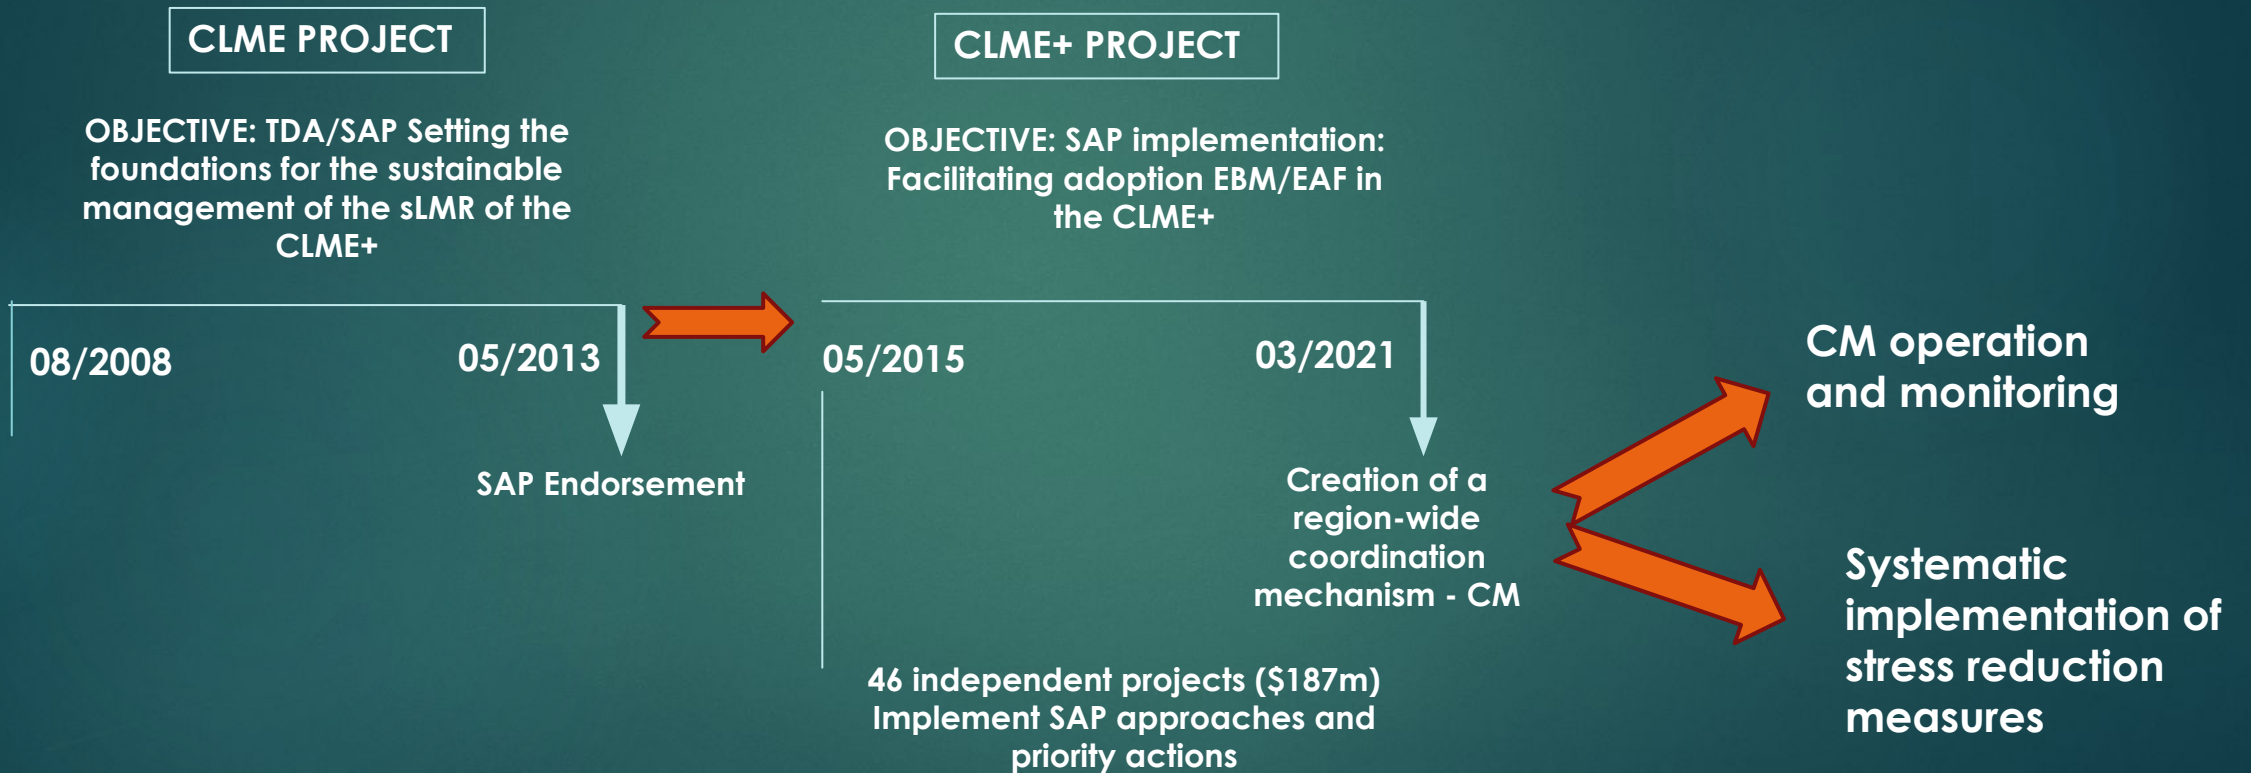 CLME PROJECT
OBJECTIVE: TDA/SAP Setting the
foundations for the sustainable
management of the sLMR of the
CLME+
08/2008
05/2013
SAP Endorsement
CLME+ PROJECT
OBJECTIVE: SAP implementation:
Facilitating adoption EBM/EAF in
the CLME+
05/2015
03/2021
Creation of a
region-wide
coordination
mechanism - CM
46 independent projects ($187m)
Implement SAP approaches and
priority actions
CM operation
and monitoring
Systematic
implementation of
stress reduction
measures